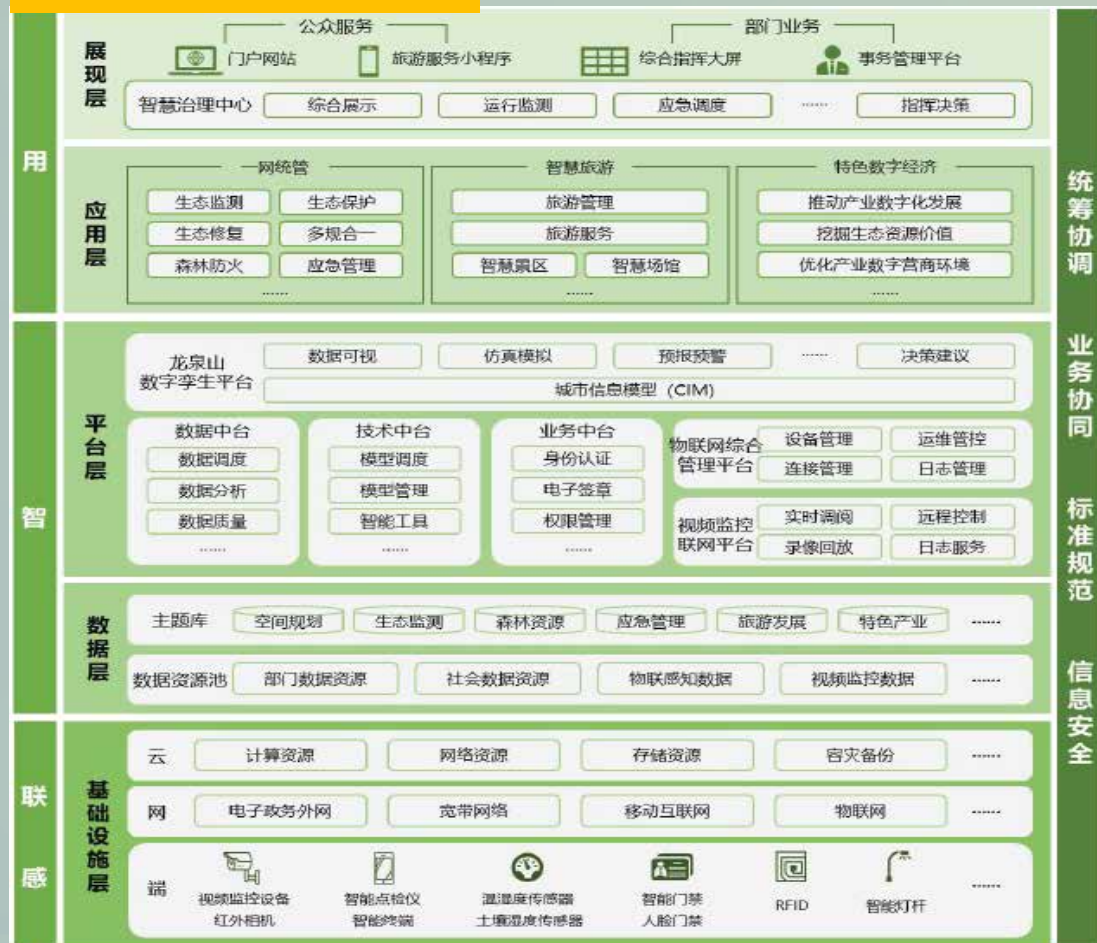 公众服务 部门业务
展现层
门户网站 旅游服务小程序 综合指挥大屏 事务管理平台
智慧治理中心 综合展示 运行监测 应急调度 ...... 指挥决策
用
应用层
一网统管 智慧旅游 特色数字经济
生态监测 生态保护 旅游管理 推动产业数字化发展
生态修复 多规合一 旅游服务 挖掘生态资源价值
森林防火 应急管理 智慧景区 智慧场馆 优化产业数字营商环境
...... ...... ......
智
平台层
龙泉山
数字孪生平台
数据可视 仿真模拟 预报预警 ...... 决策建议
城市信息模型 (CIM)
数据中台
数据调度
数据分析
数据质量
......
技术中台
模型调度
模型管理
智能工具
......
业务中台
身份认证
电子签章
权限管理
......
物联网综合
管理平台
设备管理 运维管控
连接管理 日志管理
视频监控
联网平台
实时调阅 远程控制
录像回放 日志服务
数据层
主题库 空间规划 生态监测 森林资源 应急管理 旅游发展 特色产业 ......
数据资源池 部门数据资源 社会数据资源 物联感知数据 视频监控数据 ......
联
感
基础设施层
云 计算资源 网络资源 存储资源 容灾备份 ......
网 电子政务外网 宽带网络 移动互联网 物联网 ......
端
视频监控设备 智能点检仪 温湿度传感器 智能门禁 RFID 智能灯杆 ......
红外相机 智能终端 土壤湿度传感器 人脸门禁
统筹协调
业务协同
标准规范
信息安全